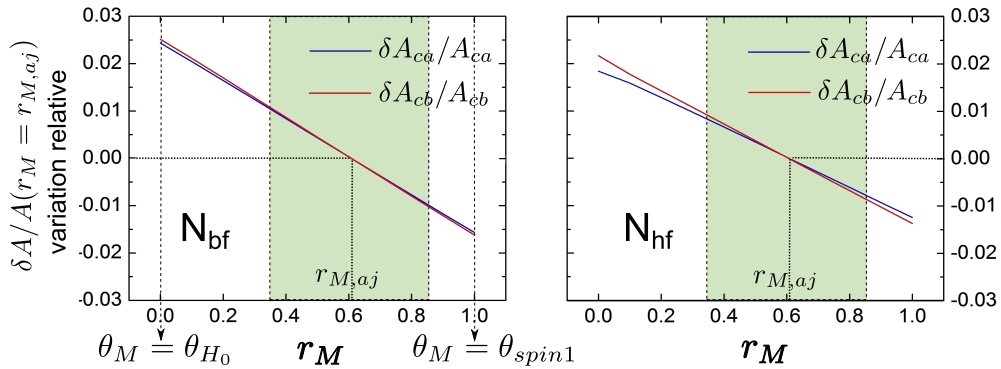 δA/A(r_M = r_{M,aj})
variation relative
0.03
0.02
0.01
0.00
-0.01
-0.02
-0.03
δA_{ca}/A_{ca}
δA_{cb}/A_{cb}
N_{bf}
r_{M,aj}
0.0 0.2 0.4 0.6 0.8 1.0
θ_M = θ_{H_0}
r_M
θ_M = θ_{spin1}
δA_{ca}/A_{ca}
δA_{cb}/A_{cb}
N_{hf}
r_{M,aj}
0.03
0.02
0.01
0.00
-0.01
-0.02
-0.03
0.0 0.2 0.4 0.6 0.8 1.0
r_M